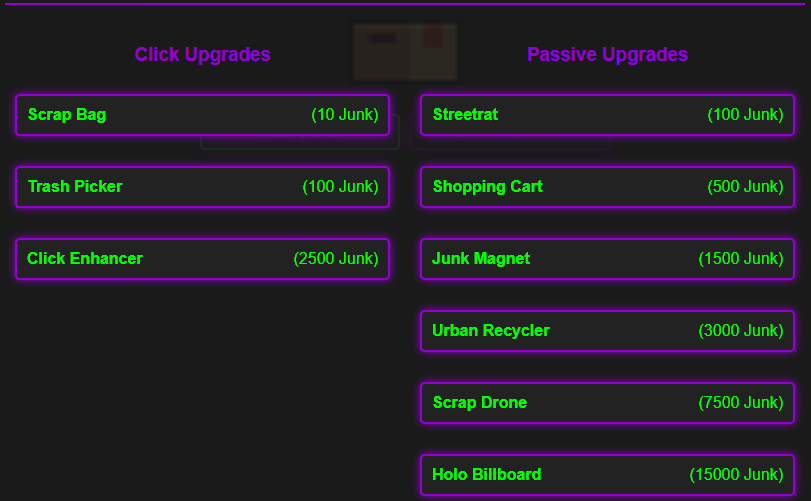 Click Upgrades
Scrap Bag (10 Junk)
Trash Picker (100 Junk)
Click Enhancer (2500 Junk)
Passive Upgrades
Streetrat (100 Junk)
Shopping Cart (500 Junk)
Junk Magnet (1500 Junk)
Urban Recycler (3000 Junk)
Scrap Drone (7500 Junk)
Holo Billboard (15000 Junk)